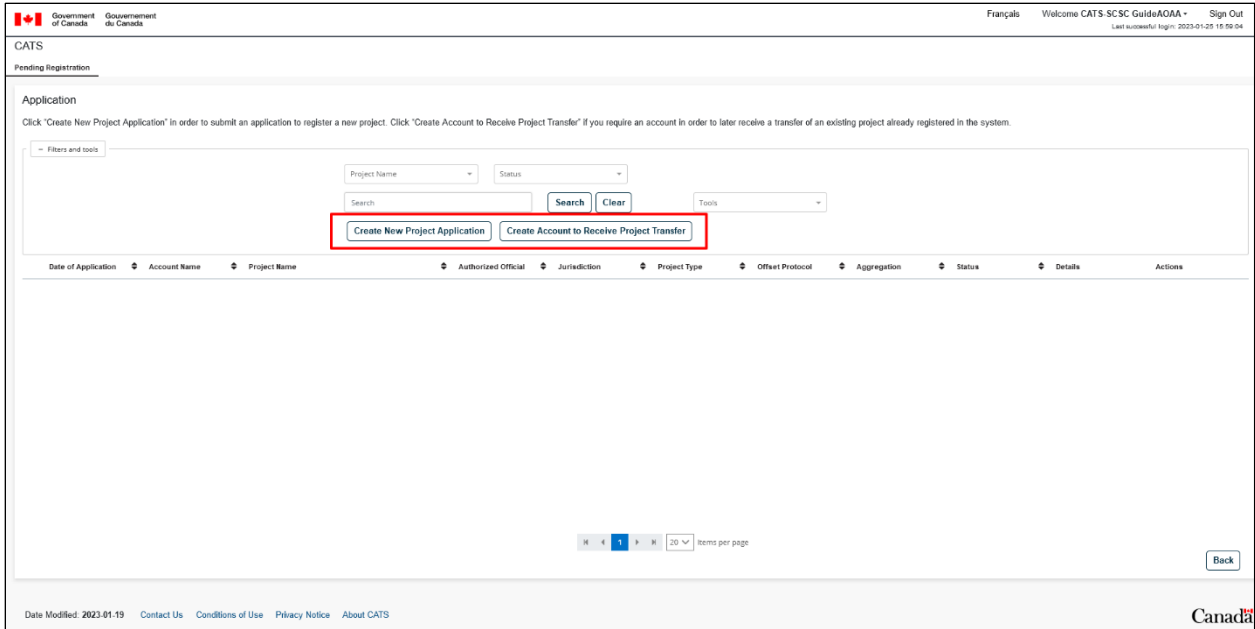 Government of Canada Gouvernement du Canada
Français Welcome CATS-SCSC GuideAOAA Sign Out
Last successful login: 2023-01-25 15:59:04
CATS
Pending Registration
Application
Click "Create New Project Application" in order to submit an application to register a new project. Click "Create Account to Receive Project Transfer" if you require an account in order to later receive a transfer of an existing project already registered in the system.
Filters and tools
Project Name Status
Search Search Clear Tools
Create New Project Application Create Account to Receive Project Transfer
Date of Application Account Name Project Name Authorized Official Jurisdiction Project Type Offset Protocol Aggregation Status Details Actions
1 20 items per page
Back
Date Modified: 2023-01-19 Contact Us Conditions of Use Privacy Notice About CATS
Canada